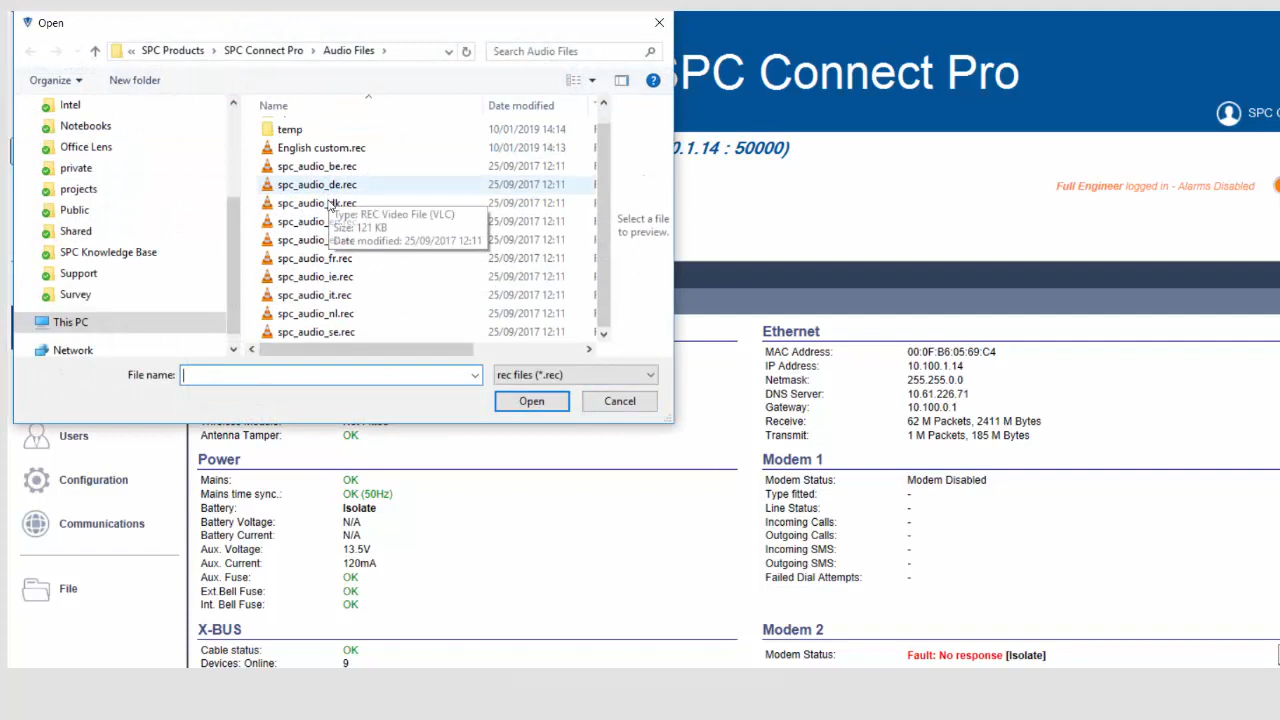 Open
SPC Connect Pro
« SPC Products › SPC Connect Pro › Audio Files ›
Search Audio Files
Organize
New folder
SPC
Name
Date modified
Intel
Notebooks
Office Lens
private
projects
Public
Shared
SPC Knowledge Base
Support
Survey
This PC
Network
temp 10/01/2019 14:14
English custom.rec 10/01/2019 14:13
spc_audio_be.rec 25/09/2017 12:11
spc_audio_de.rec 25/09/2017 12:11
spc_audio_dk.rec 25/09/2017 12:11
spc_audio_ 25/09/2017 12:11
spc_audio_ 25/09/2017 12:11
spc_audio_fr.rec 25/09/2017 12:11
spc_audio_ie.rec 25/09/2017 12:11
spc_audio_it.rec 25/09/2017 12:11
spc_audio_nl.rec 25/09/2017 12:11
spc_audio_se.rec 25/09/2017 12:11
Type: REC Video File (VLC)
Size: 121 KB
Date modified: 25/09/2017 12:11
Select a file
to preview.
File name:
rec files (*.rec)
Open
Cancel
0.1.14 : 50000)
Full Engineer logged in - Alarms Disabled
Users
Configuration
Communications
File
Antenna Tamper: OK
Power
Mains: OK
Mains time sync.: OK (50Hz)
Battery: Isolate
Battery Voltage: N/A
Battery Current: N/A
Aux. Voltage: 13.5V
Aux. Current: 120mA
Aux. Fuse: OK
Ext.Bell Fuse: OK
Int. Bell Fuse: OK
X-BUS
Cable status: OK
Devices: Online: 9
Ethernet
MAC Address: 00:0F:B6:05:69:C4
IP Address: 10.100.1.14
Netmask: 255.255.0.0
DNS Server: 10.61.226.71
Gateway: 10.100.0.1
Receive: 62 M Packets, 2411 M Bytes
Transmit: 1 M Packets, 185 M Bytes
Modem 1
Modem Status: Modem Disabled
Type fitted: -
Line Status: -
Incoming Calls: -
Outgoing Calls: -
Incoming SMS: -
Outgoing SMS: -
Failed Dial Attempts: -
Modem 2
Modem Status: Fault: No response [Isolate]